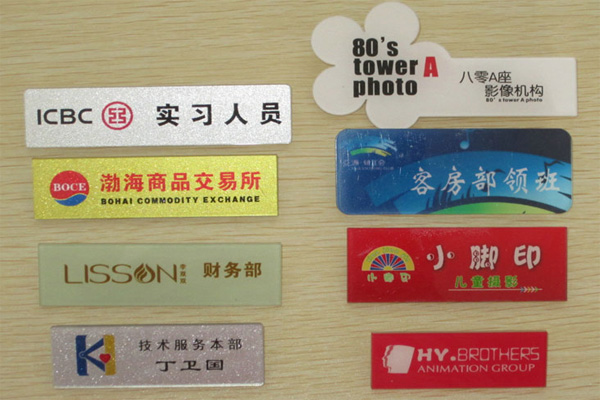 ICBC 实习人员
BOCE 渤海商品交易所
BOHAI COMMODITY EXCHANGE
LISSON 财务部
技术服务本部
丁卫国
80's
tower A
photo
八零A座
影像机构
80's tower A photo
客房部领班
小脚印
小脚印
儿童摄影
HY.BROTHERS
ANIMATION GROUP